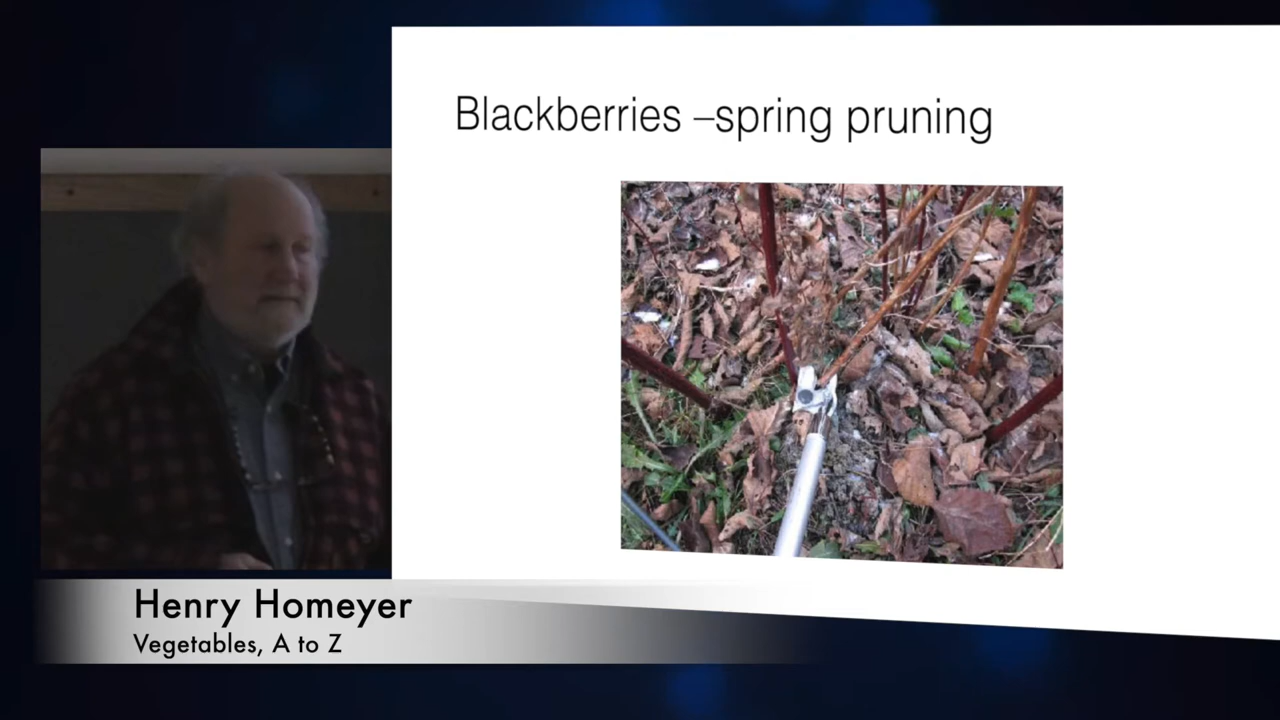 Blackberries –spring pruning
Henry Homeyer
Vegetables, A to Z